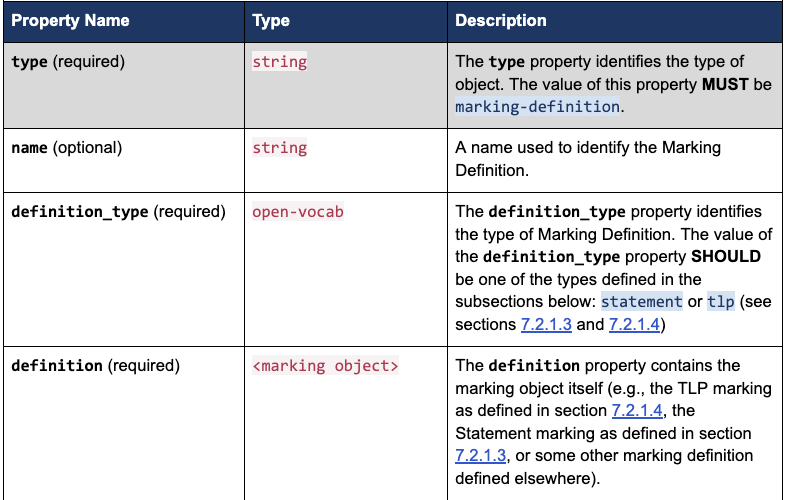 Property Name Type Description
type (required) string The type property identifies the type of
object. The value of this property MUST be
marking-definition.
name (optional) string A name used to identify the Marking
Definition.
definition_type (required) open-vocab The definition_type property identifies
the type of Marking Definition. The value of
the definition_type property SHOULD
be one of the types defined in the
subsections below: statement or tlp (see
sections 7.2.1.3 and 7.2.1.4)
definition (required) <marking object> The definition property contains the
marking object itself (e.g., the TLP marking
as defined in section 7.2.1.4, the
Statement marking as defined in section
7.2.1.3, or some other marking definition
defined elsewhere).